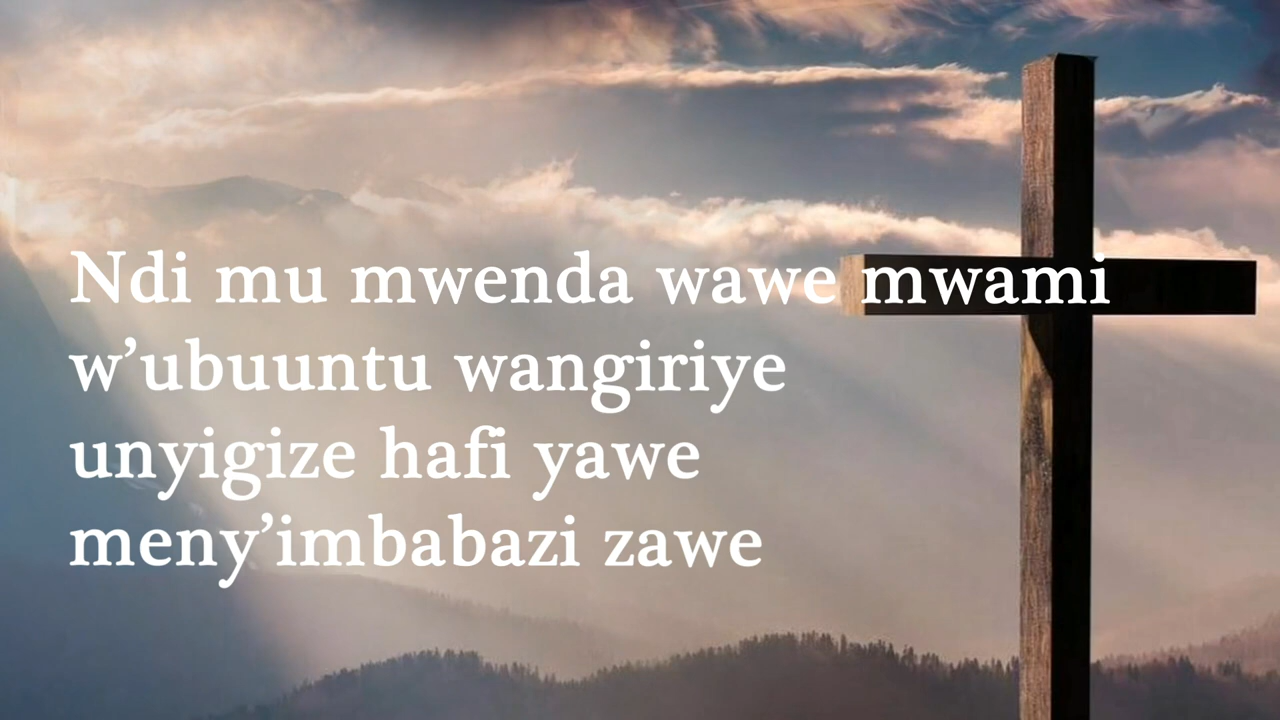 Ndi mu mwenda wawe mwami
w’ubuuntu wangiriye
unyigize hafi yawe
meny’imbabazi zawe